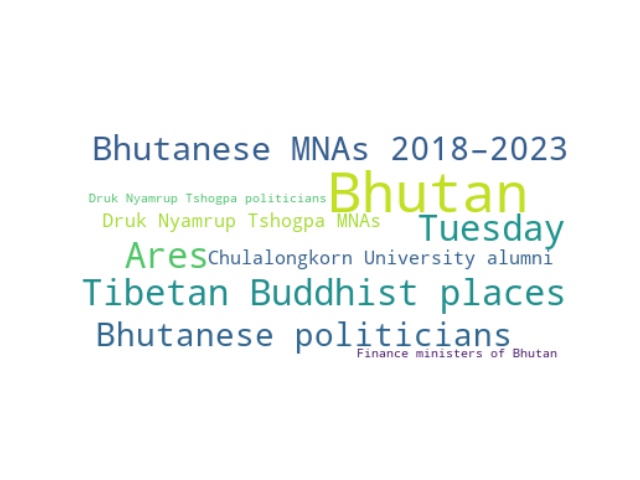 Bhutanese MNAs 2018–2023
Druk Nyamrup Tshogpa politicians
Bhutan
Druk Nyamrup Tshogpa MNAs
Tuesday
Ares
Chulalongkorn University alumni
Tibetan Buddhist places
Bhutanese politicians
Finance ministers of Bhutan